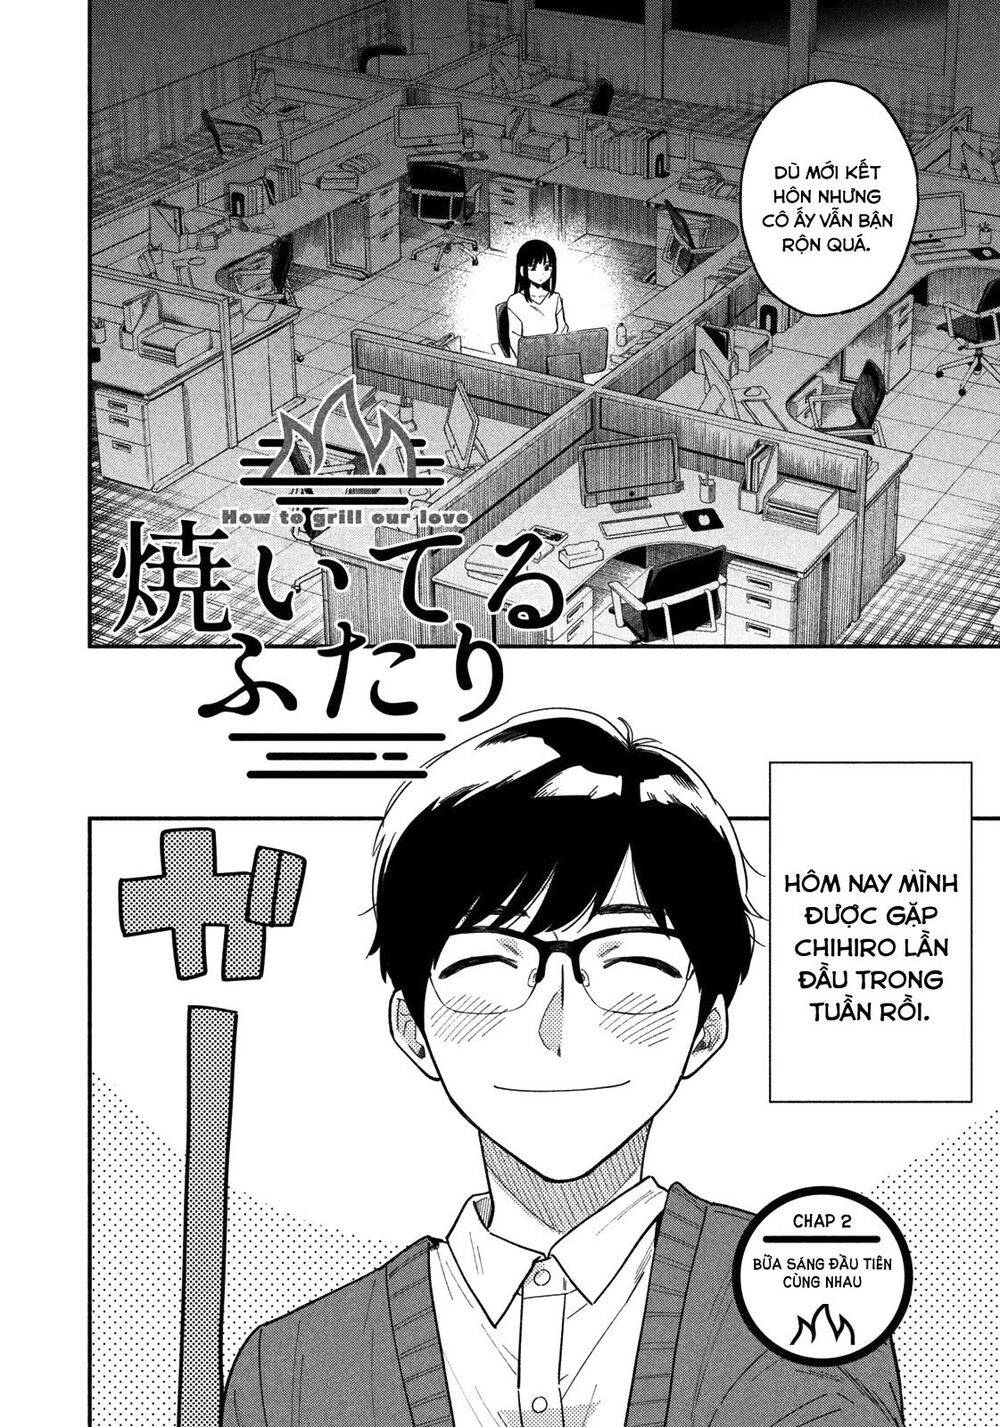 DÙ MỚI KẾT
HÔN NHƯNG
CÔ ẤY VẪN BẬN
RỘN QUÁ.
How to grill our love
焼いてる
ふたり
HÔM NAY MÌNH
ĐƯỢC GẶP
CHIHIRO LẦN
ĐẦU TRONG
TUẦN RỒI.
ガー
CHAP 2
BỮA SÁNG ĐẦU TIÊN
CÙNG NHAU